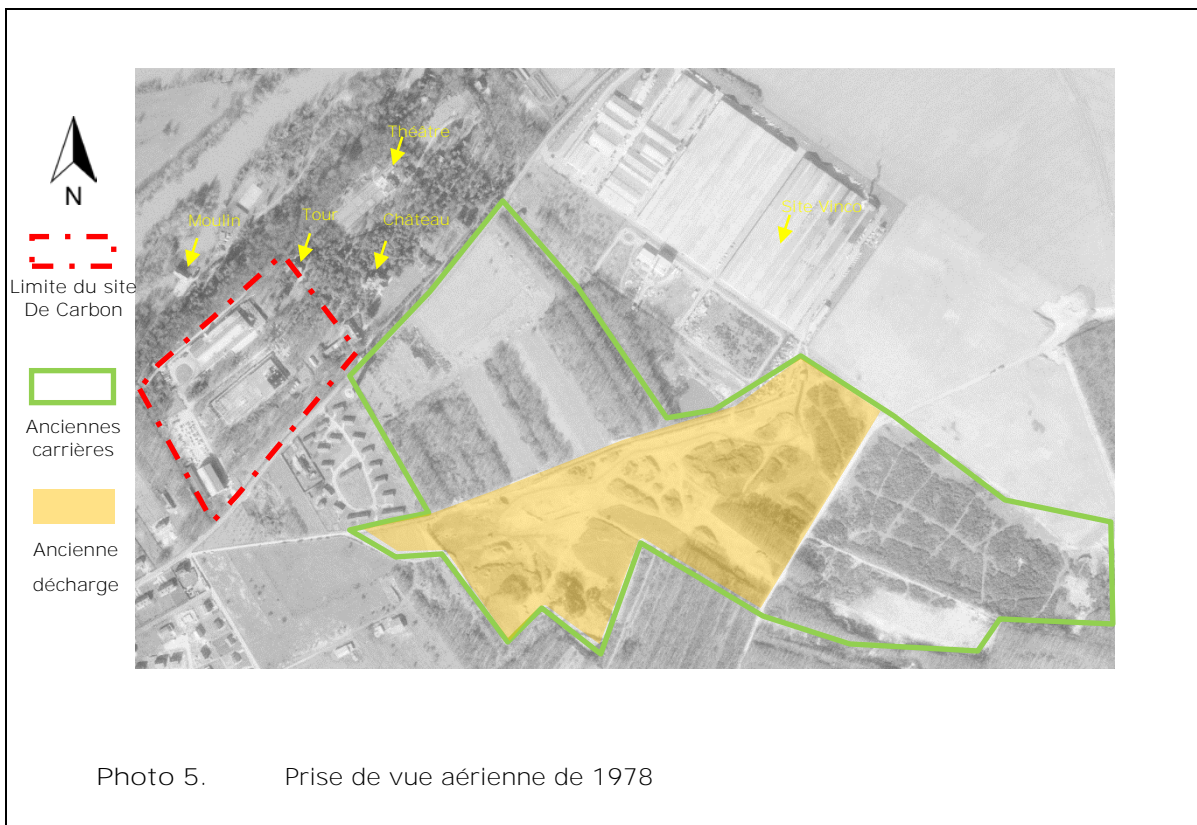 Théâtre
Moulin
Tour
Château
N
Limite du site
De Carbon
Anciennes
carrières
Ancienne
décharge
Photo 5. Prise de vue aérienne de 1978